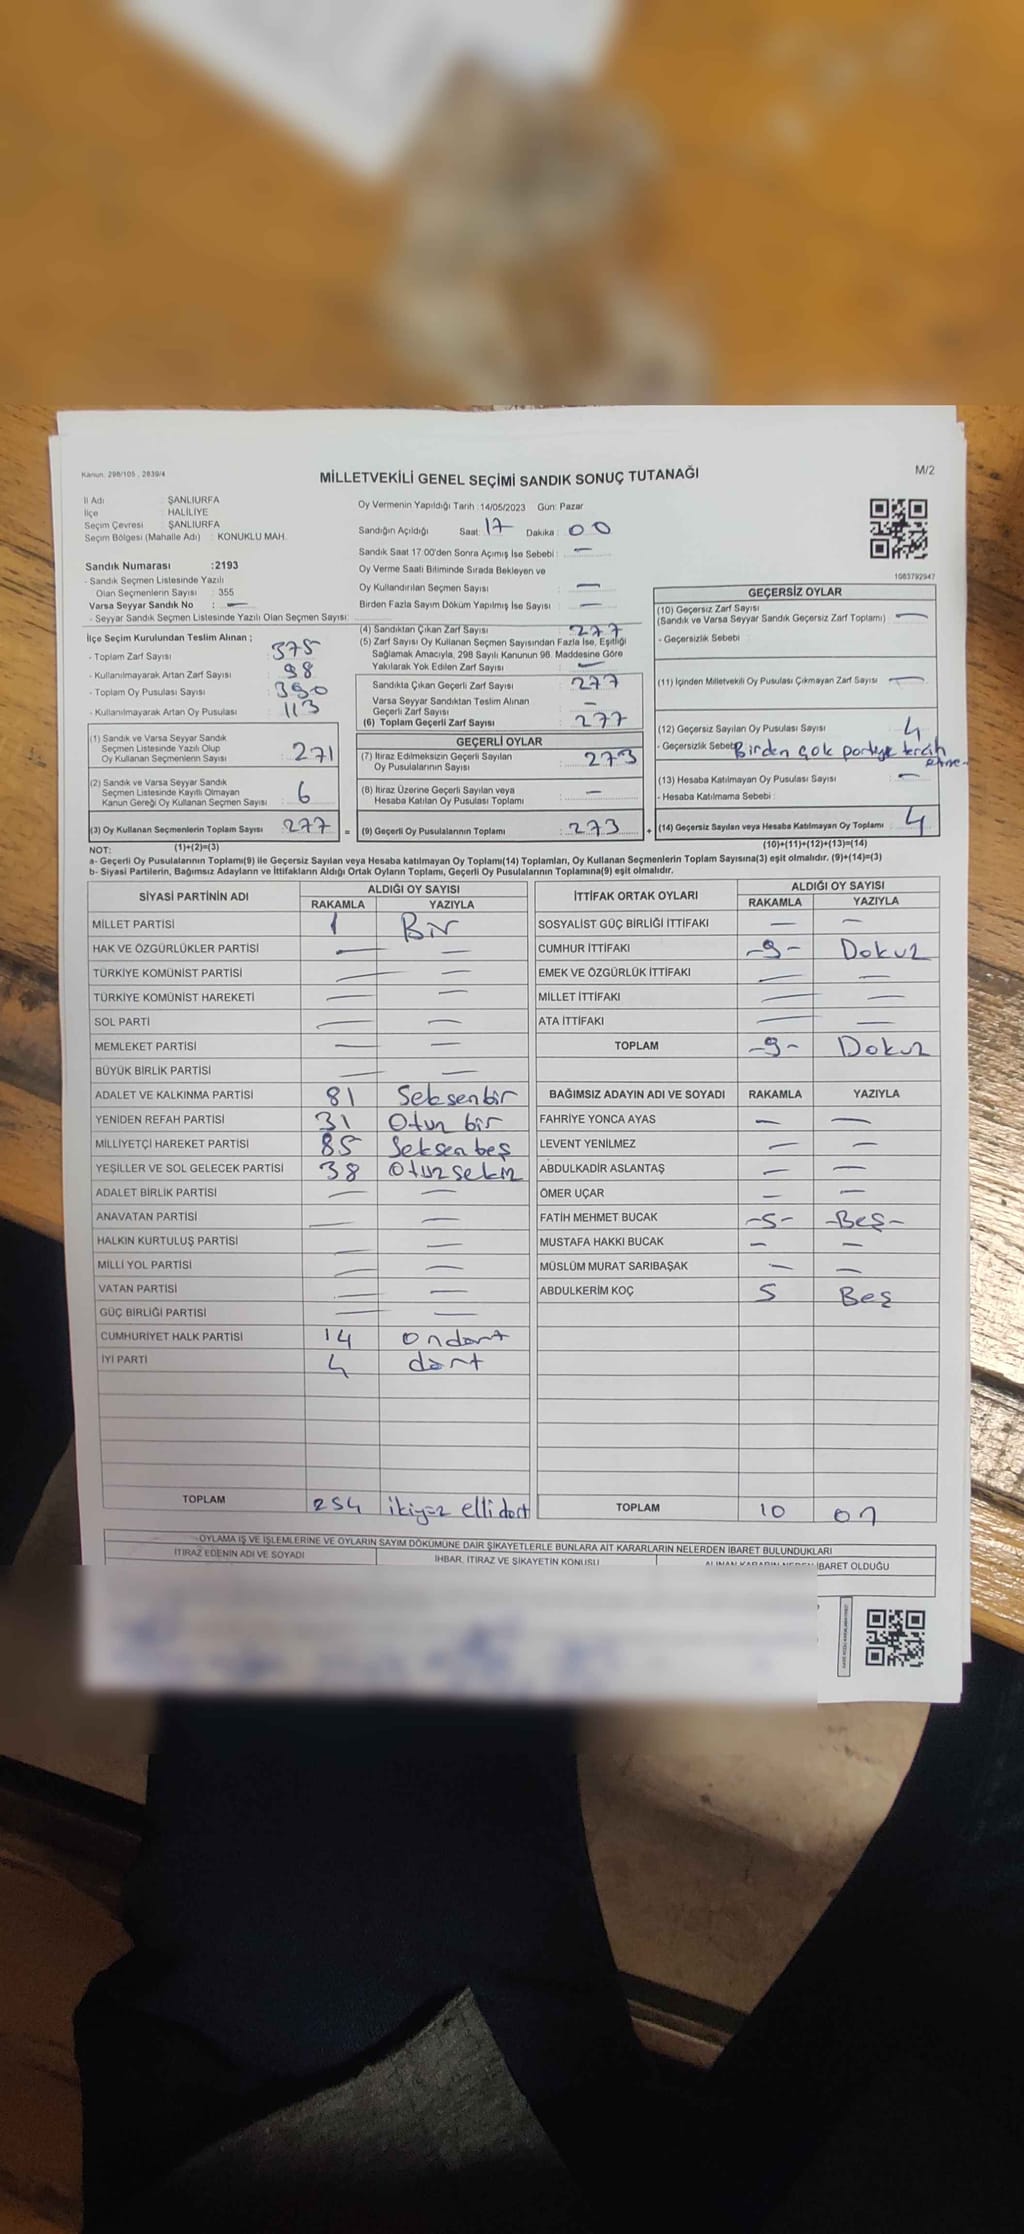 Kanun. 298/105 , 2839/4
MİLLETVEKİLİ GENEL SEÇİMİ SANDIK SONUÇ TUTANAĞI
M/2
İl Adı : ŞANLIURFA
İlçe : HALİLİYE
Seçim Çevresi : ŞANLIURFA
Seçim Bölgesi (Mahalle Adı) : KONUKLU MAH.
Sandık Numarası :2193
- Sandık Seçmen Listesinde Yazılı
Olan Seçmenlerin Sayısı : 355
Varsa Seyyar Sandık No : —
- Seyyar Sandık Seçmen Listesinde Yazılı Olan Seçmen Sayısı:
Oy Vermenin Yapıldığı Tarih :14/05/2023 Gün: Pazar
Sandığın Açıldığı Saat: 17 Dakika : 00
Sandık Saat 17:00'den Sonra Açımış İse Sebebi : —
Oy Verme Saati Bitiminde Sırada Bekleyen ve
Oy Kullandırılan Seçmen Sayısı : —
Birden Fazla Sayım Döküm Yapılmış İse Sayısı : —
1083792947
İlçe Seçim Kurulundan Teslim Alınan ;
- Toplam Zarf Sayısı : 375
- Kullanılmayarak Artan Zarf Sayısı : 98
- Toplam Oy Pusulası Sayısı : 390
- Kullanılmayarak Artan Oy Pusulası : 113
(1) Sandık ve Varsa Seyyar Sandık
Seçmen Listesinde Yazılı Olup
Oy Kullanan Seçmenlerin Sayısı : 271
(2) Sandık ve Varsa Seyyar Sandık
Seçmen Listesinde Kayıtlı Olmayan
Kanun Gereği Oy Kullanan Seçmen Sayısı : 6
(3) Oy Kullanan Seçmenlerin Toplam Sayısı : 277 =
(1)+(2)=(3)
(4) Sandıktan Çıkan Zarf Sayısı : 277
(5) Zarf Sayısı Oy Kullanan Seçmen Sayısından Fazla İse, Eşitliği
Sağlamak Amacıyla, 298 Sayılı Kanunun 98. Maddesine Göre
Yakılarak Yok Edilen Zarf Sayısı : —
Sandıkta Çıkan Geçerli Zarf Sayısı : 277
Varsa Seyyar Sandıktan Teslim Alınan
Geçerli Zarf Sayısı : —
(6) Toplam Geçerli Zarf Sayısı : 277
GEÇERLİ OYLAR
(7) İtiraz Edilmeksizin Geçerli Sayılan
Oy Pusulalarının Sayısı : 273
(8) İtiraz Üzerine Geçerli Sayılan veya
Hesaba Katılan Oy Pusulası Toplamı : —
(9) Geçerli Oy Pusulalarının Toplamı : 273 +
GEÇERSİZ OYLAR
(10) Geçersiz Zarf Sayısı
(Sandık ve Varsa Seyyar Sandık Geçersiz Zarf Toplamı) : —
- Geçersizlik Sebebi :
(11) İçinden Milletvekili Oy Pusulası Çıkmayan Zarf Sayısı : —
(12) Geçersiz Sayılan Oy Pusulası Sayısı : 4
- Geçersizlik Sebebi: Birden çok partiye tercih
etme-
(13) Hesaba Katılmayan Oy Pusulası Sayısı : —
- Hesaba Katılmama Sebebi :
(14) Geçersiz Sayılan veya Hesaba Katılmayan Oy Toplamı : 4
(10)+(11)+(12)+(13)=(14)
NOT:
a- Geçerli Oy Pusulalarının Toplamı(9) ile Geçersiz Sayılan veya Hesaba katılmayan Oy Toplamı(14) Toplamları, Oy Kullanan Seçmenlerin Toplam Sayısına(3) eşit olmalıdır. (9)+(14)=(3)
b- Siyasi Partilerin, Bağımsız Adayların ve İttifakların Aldığı Ortak Oyların Toplamı, Geçerli Oy Pusulalarının Toplamına(9) eşit olmalıdır.
SİYASİ PARTİNİN ADI ALDIĞI OY SAYISI
RAKAMLA YAZIYLA
MİLLET PARTİSİ 1 Bir
HAK VE ÖZGÜRLÜKLER PARTİSİ — —
TÜRKİYE KOMÜNİST PARTİSİ — —
TÜRKİYE KOMÜNİST HAREKETİ — —
SOL PARTİ — —
MEMLEKET PARTİSİ — —
BÜYÜK BİRLİK PARTİSİ — —
ADALET VE KALKINMA PARTİSİ 81 Seksenbir
YENİDEN REFAH PARTİSİ 31 Otuz bir
MİLLİYETÇİ HAREKET PARTİSİ 85 Seksen beş
YEŞİLLER VE SOL GELECEK PARTİSİ 38 Otuzsekiz
ADALET BİRLİK PARTİSİ — —
ANAVATAN PARTİSİ — —
HALKIN KURTULUŞ PARTİSİ — —
MİLLİ YOL PARTİSİ — —
VATAN PARTİSİ — —
GÜÇ BİRLİĞİ PARTİSİ — —
CUMHURİYET HALK PARTİSİ 14 ondört
İYİ PARTİ 4 dört
TOPLAM 254 ikiyüz ellidört
İTTİFAK ORTAK OYLARI ALDIĞI OY SAYISI
RAKAMLA YAZIYLA
SOSYALİST GÜÇ BİRLİĞİ İTTİFAKI — —
CUMHUR İTTİFAKI -9- Dokuz
EMEK VE ÖZGÜRLÜK İTTİFAKI — —
MİLLET İTTİFAKI — —
ATA İTTİFAKI — —
TOPLAM -9- Dokuz
BAĞIMSIZ ADAYIN ADI VE SOYADI RAKAMLA YAZIYLA
FAHRİYE YONCA AYAS — —
LEVENT YENİLMEZ — —
ABDULKADİR ASLANTAŞ — —
ÖMER UÇAR — —
FATİH MEHMET BUCAK -5- -Beş-
MUSTAFA HAKKI BUCAK — —
MÜSLÜM MURAT SARIBAŞAK — —
ABDULKERİM KOÇ 5 Beş
TOPLAM 10 on
OYLAMA İŞ VE İŞLEMLERİNE VE OYLARIN SAYIM DÖKÜMÜNE DAİR ŞİKAYETLERLE BUNLARA AİT KARARLARIN NELERDEN İBARET BULUNDUKLARI
İTİRAZ EDENİN ADI VE SOYADI İHBAR, İTİRAZ VE ŞİKAYETİN KONUSU ALINAN KARARIN NEDEN İBARET OLDUĞU